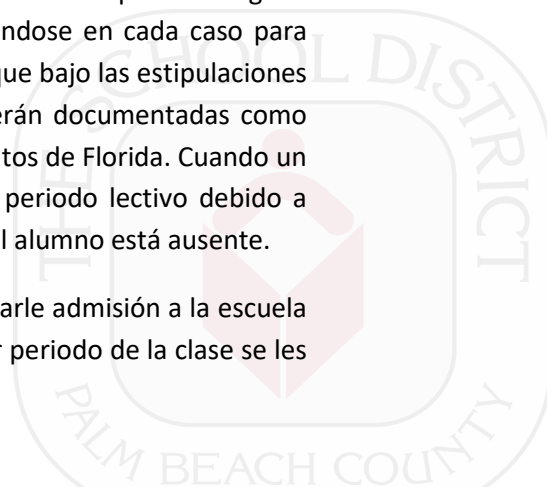 ndose en cada caso para
que bajo las estipulaciones
erán documentadas como
tos de Florida. Cuando un
periodo lectivo debido a
l alumno está ausente.
arle admisión a la escuela
r periodo de la clase se les
THE SCHOOL DISTRICT
PALM BEACH COUNTY